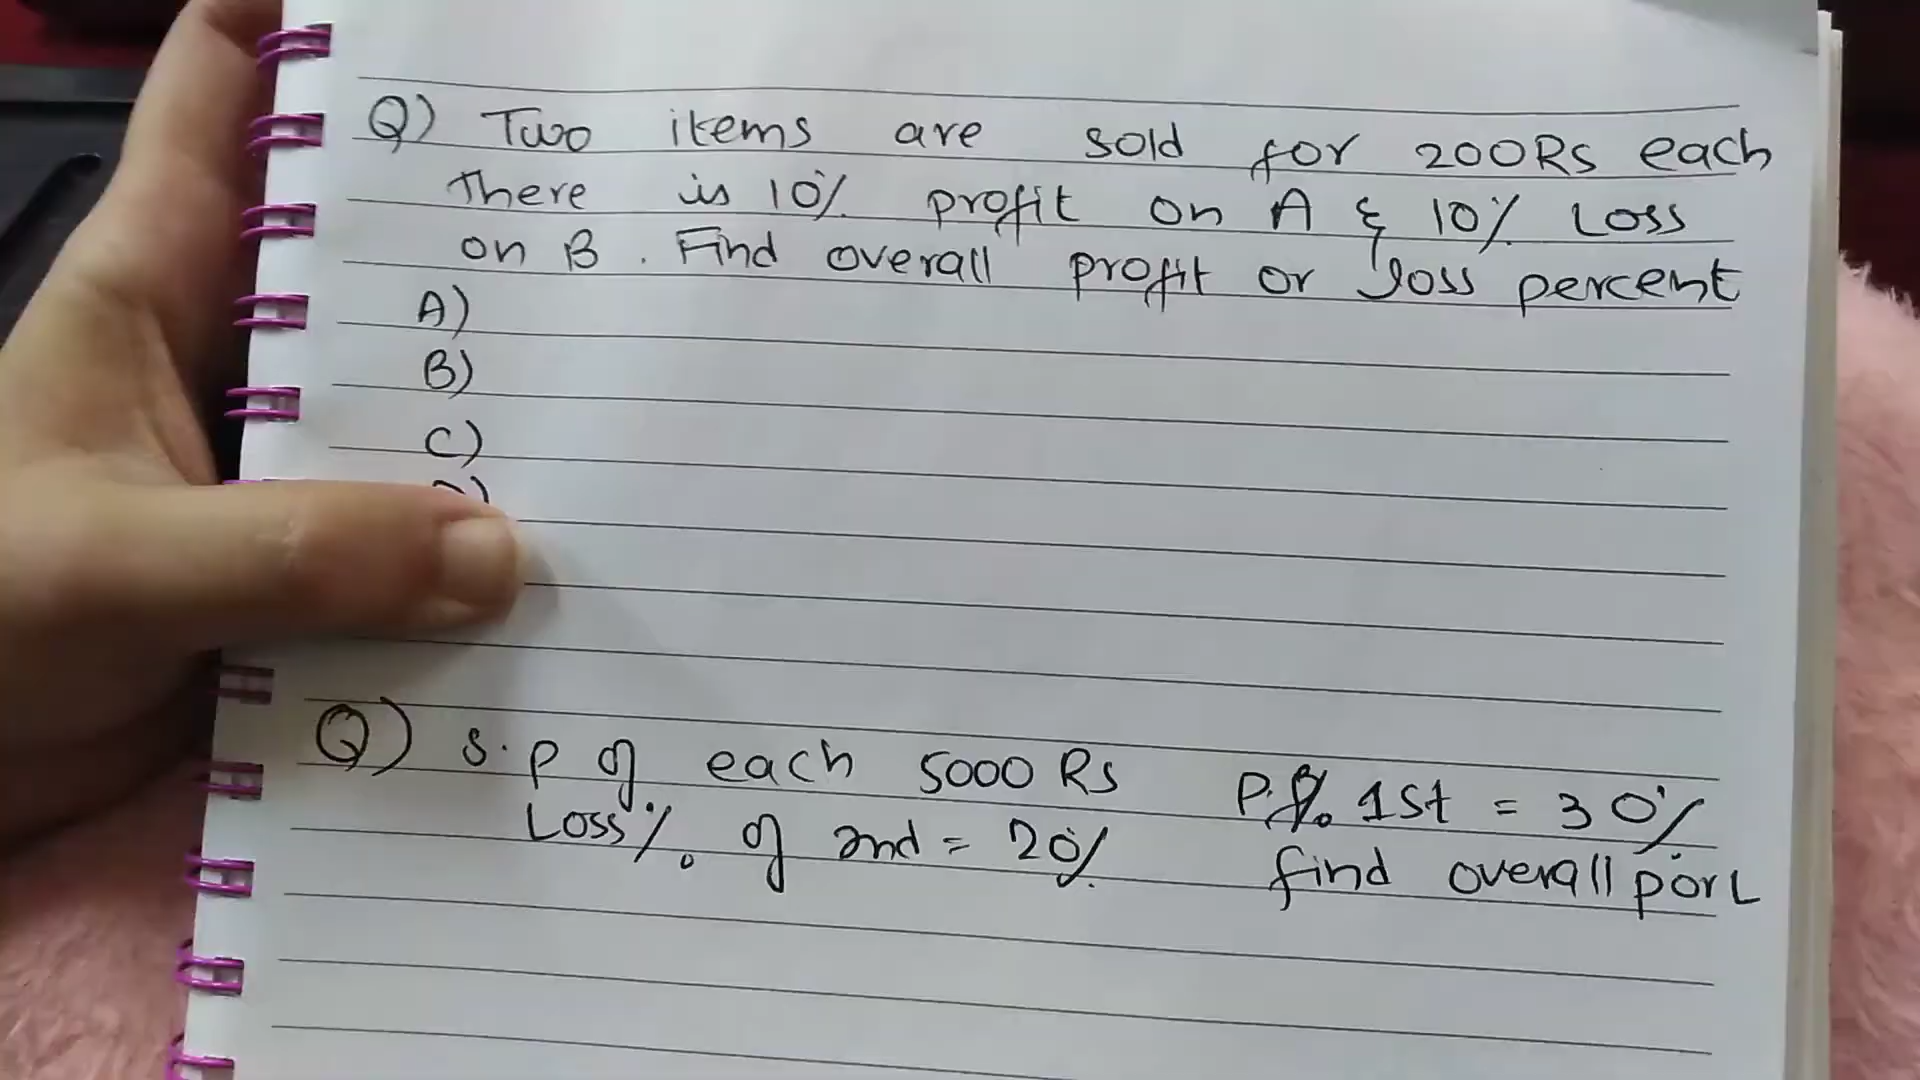 Q) Two items are sold for 200Rs each
There is 10% profit on A & 10% Loss
on B. Find overall profit or loss percent
A)
B)
C)
D)
Q) S.P of each 5000 Rs P.% 1st = 30%
Loss% of 2nd = 20% find overall P or L